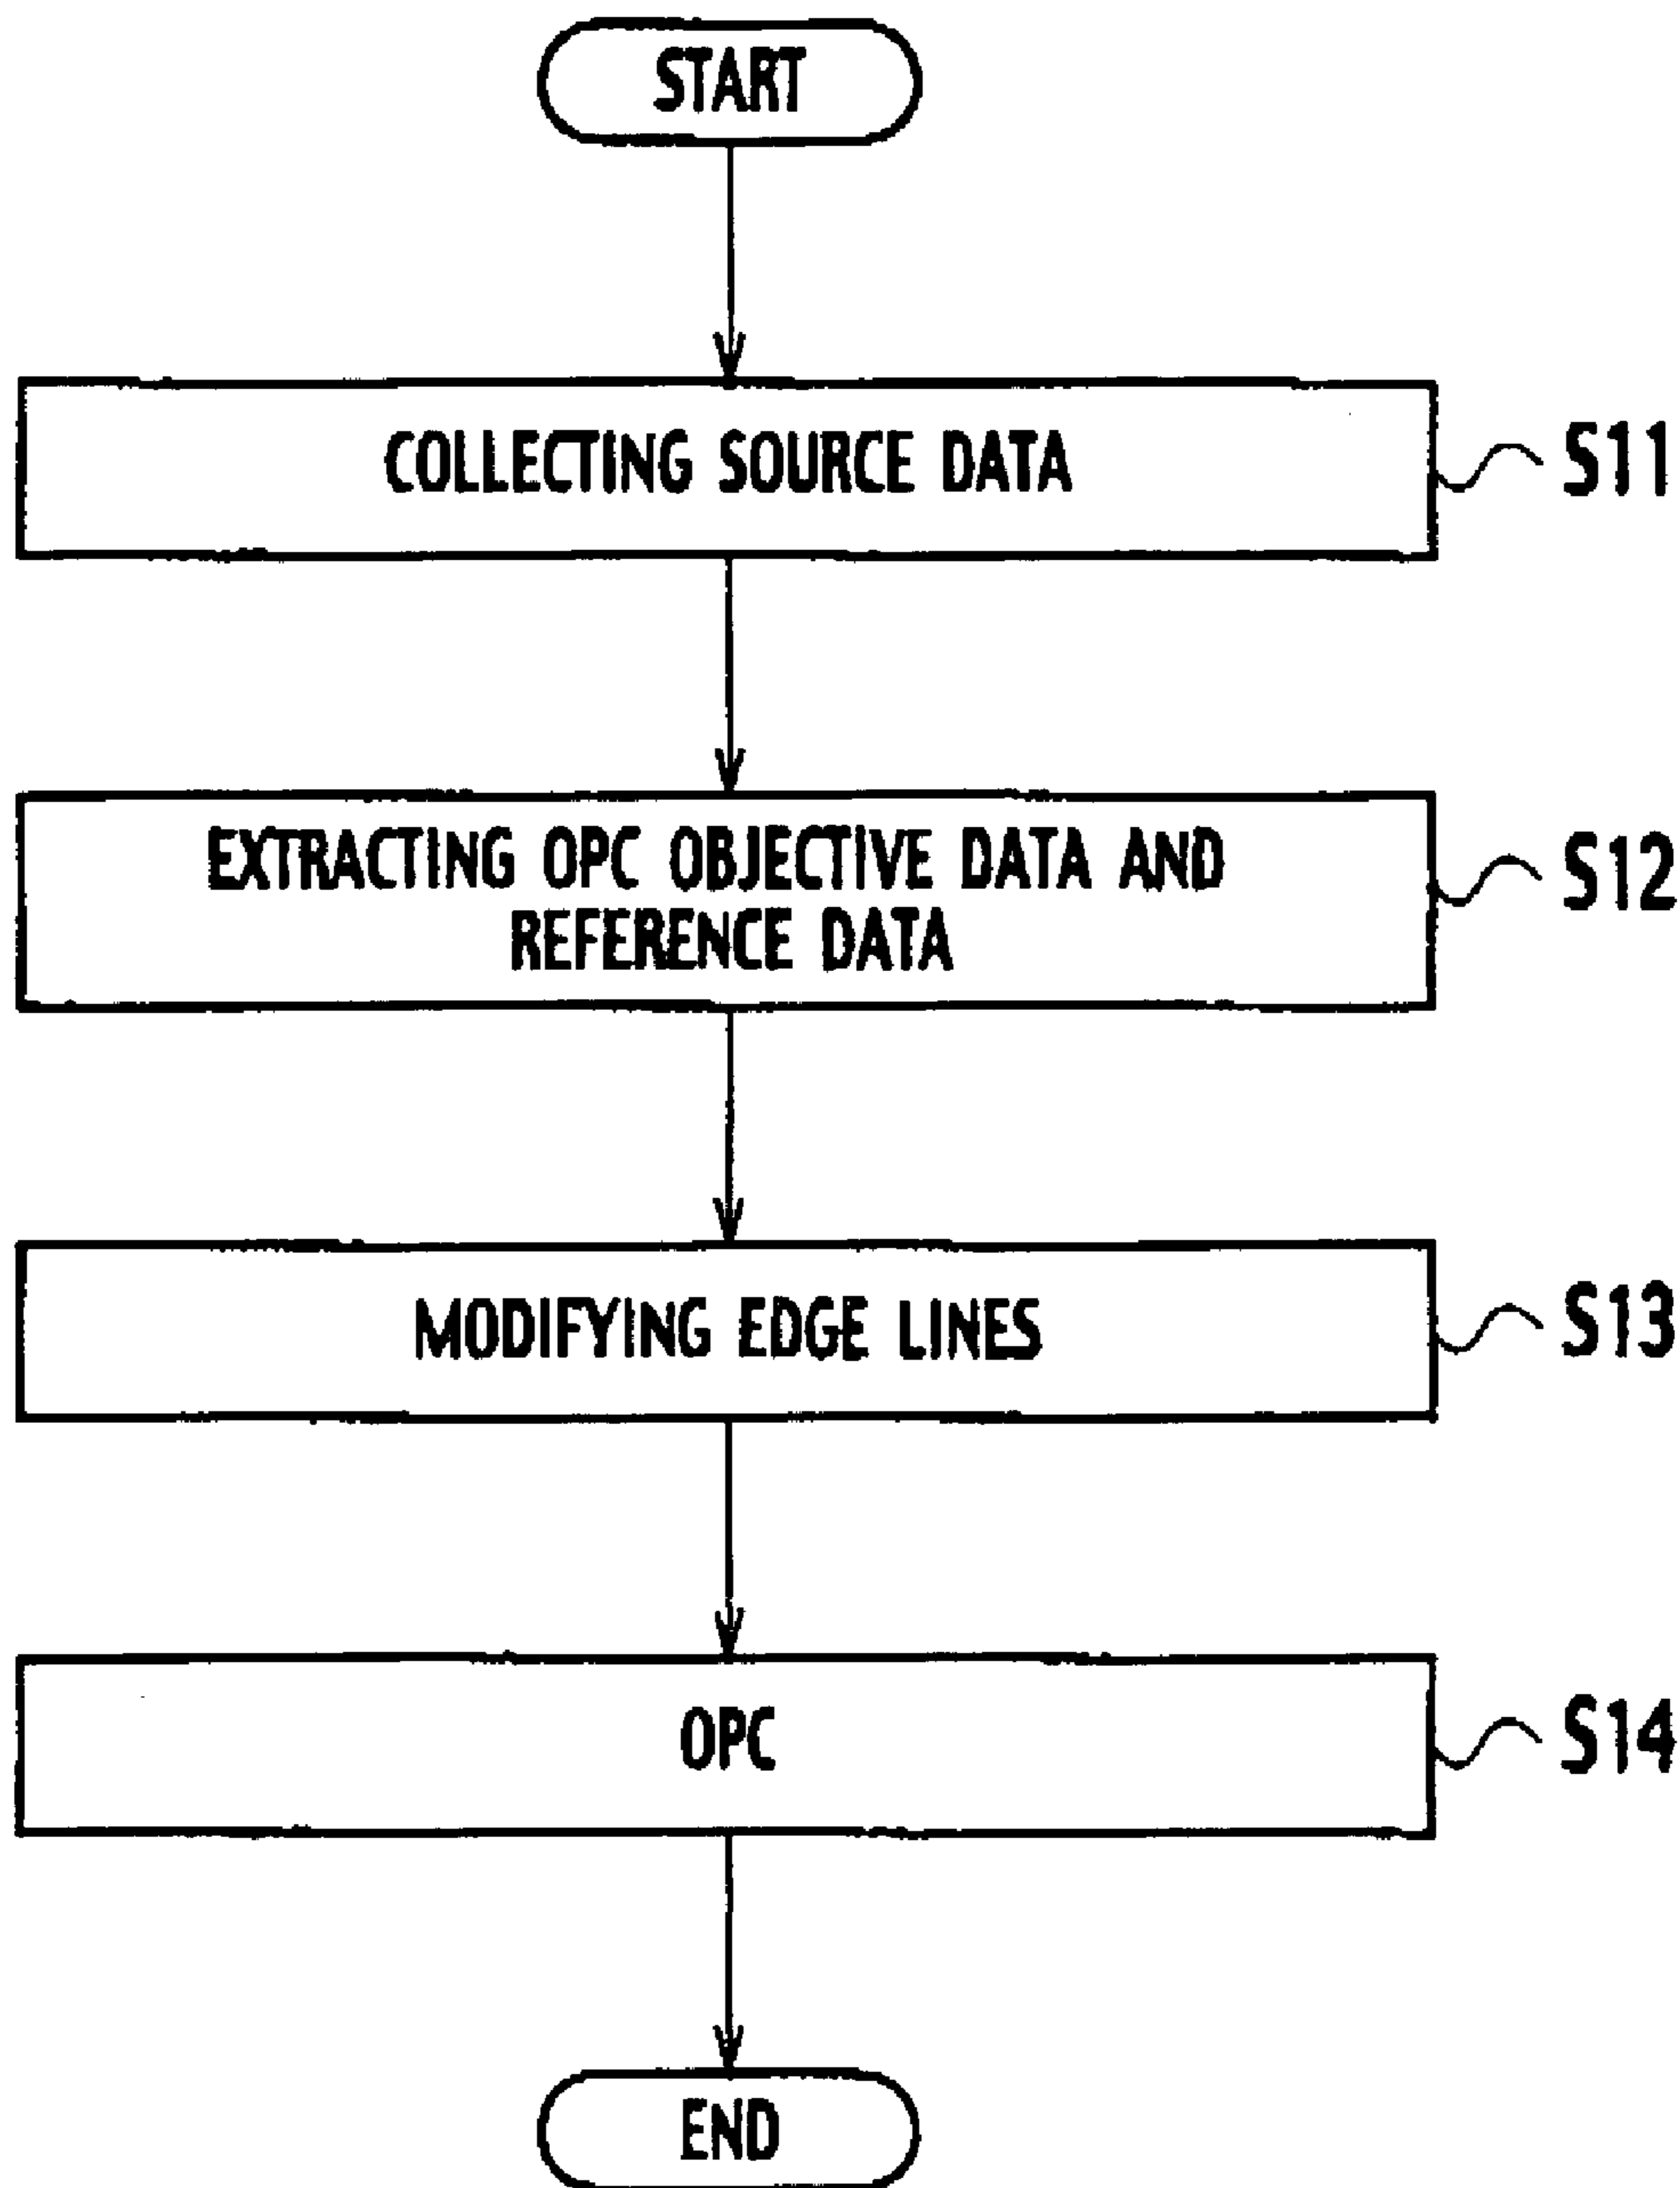 START
COLLECTING SOURCE DATA
S11
EXTRACTING OPC OBJECTIVE DATA AND
REFERENCE DATA
S12
MODIFYING EDGE LINES
S13
OPC
S14
END